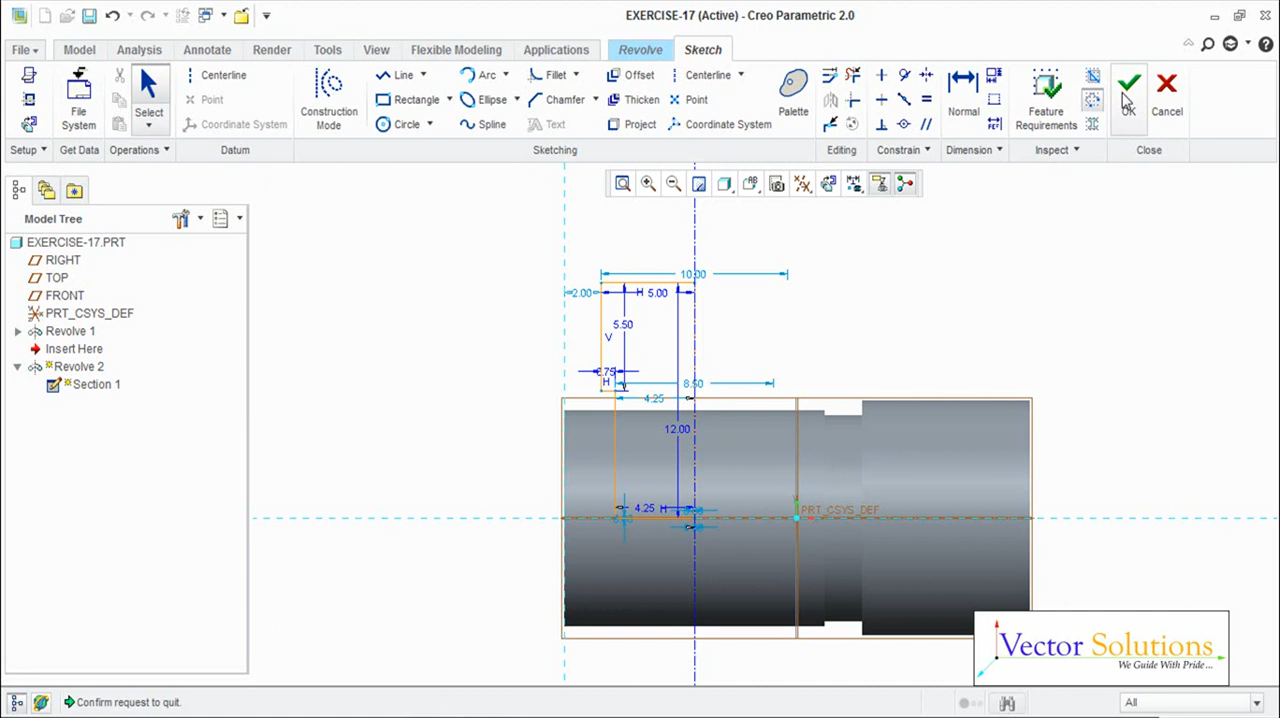 EXERCISE-17 (Active) - Creo Parametric 2.0
File Model Analysis Annotate Render Tools View Flexible Modeling Applications Revolve Sketch
Centerline Line Arc Fillet Offset Centerline
Point Rectangle Ellipse Chamfer Thicken Point
Coordinate System Circle Spline Text Project Coordinate System
File System
Select
Construction Mode
Palette
Normal
Feature Requirements
OK
Cancel
Setup Get Data Operations Datum Sketching Editing Constrain Dimension Inspect Close
Model Tree
EXERCISE-17.PRT
RIGHT
TOP
FRONT
PRT_CSYS_DEF
Revolve 1
Insert Here
Revolve 2
Section 1
10.00
2.00
H 5.00
5.50
V
H
8.50
4.25
12.00
4.25 H
PRT_CSYS_DEF
Vector Solutions
We Guide With Pride...
Confirm request to quit.
All